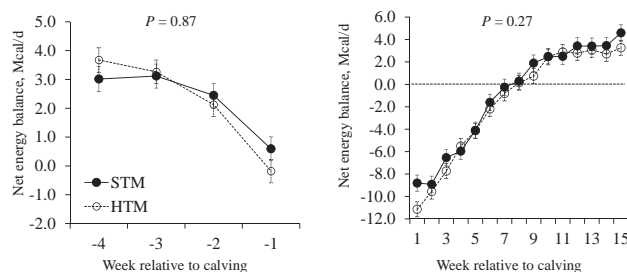 P = 0.87
Net energy balance, Mcal/d
5.0
4.0
3.0
2.0
1.0
0.0
-1.0
-2.0
STM
HTM
-4 -3 -2 -1
Week relative to calving
P = 0.27
Net energy balance, Mcal/d
6.0
4.0
2.0
0.0
-2.0
-4.0
-6.0
-8.0
-10.0
-12.0
1 3 5 7 9 11 13 15
Week relative to calving